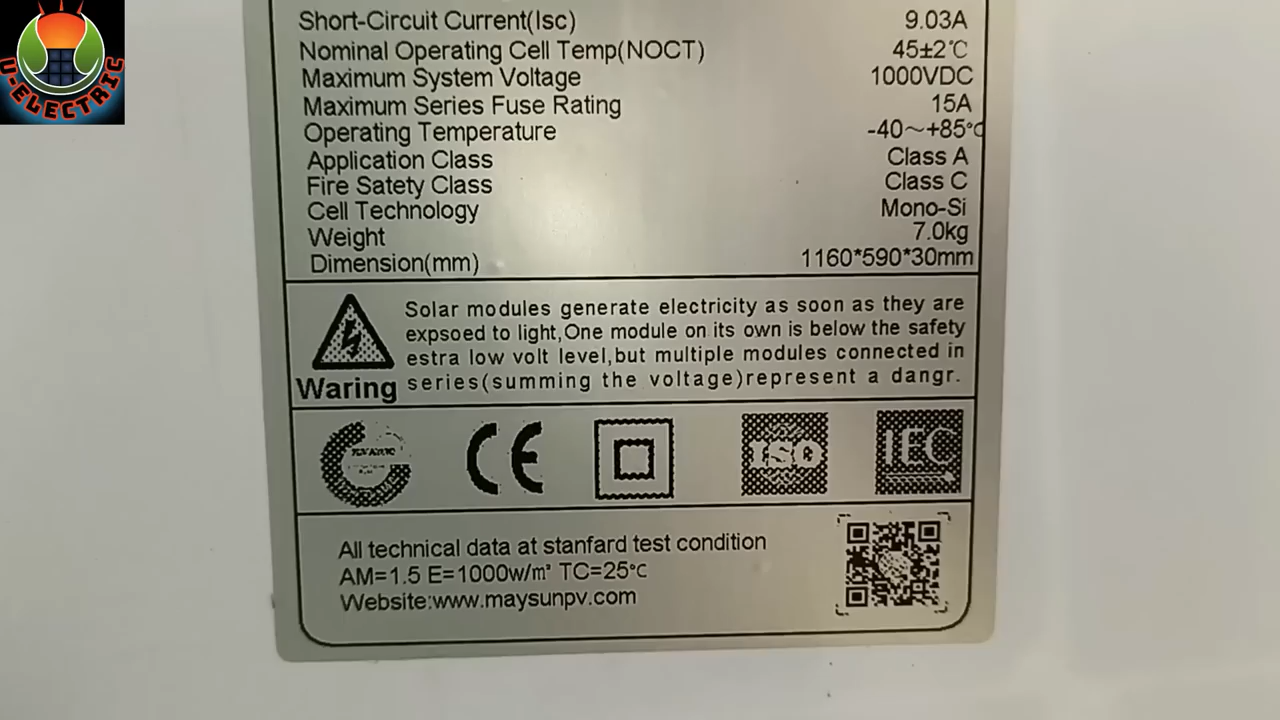 U-ELECTRIC
Short-Circuit Current(Isc) 9.03A
Nominal Operating Cell Temp(NOCT) 45±2℃
Maximum System Voltage 1000VDC
Maximum Series Fuse Rating 15A
Operating Temperature -40～+85℃
Application Class Class A
Fire Satety Class Class C
Cell Technology Mono-Si
Weight 7.0kg
Dimension(mm) 1160*590*30mm
Solar modules generate electricity as soon as they are
expsoed to light,One module on its own is below the safety
estra low volt level,but multiple modules connected in
series(summing the voltage)represent a dangr.
Waring
CE
ISO
IEC
All technical data at stanfard test condition
AM=1.5 E=1000w/m² TC=25℃
Website:www.maysunpv.com